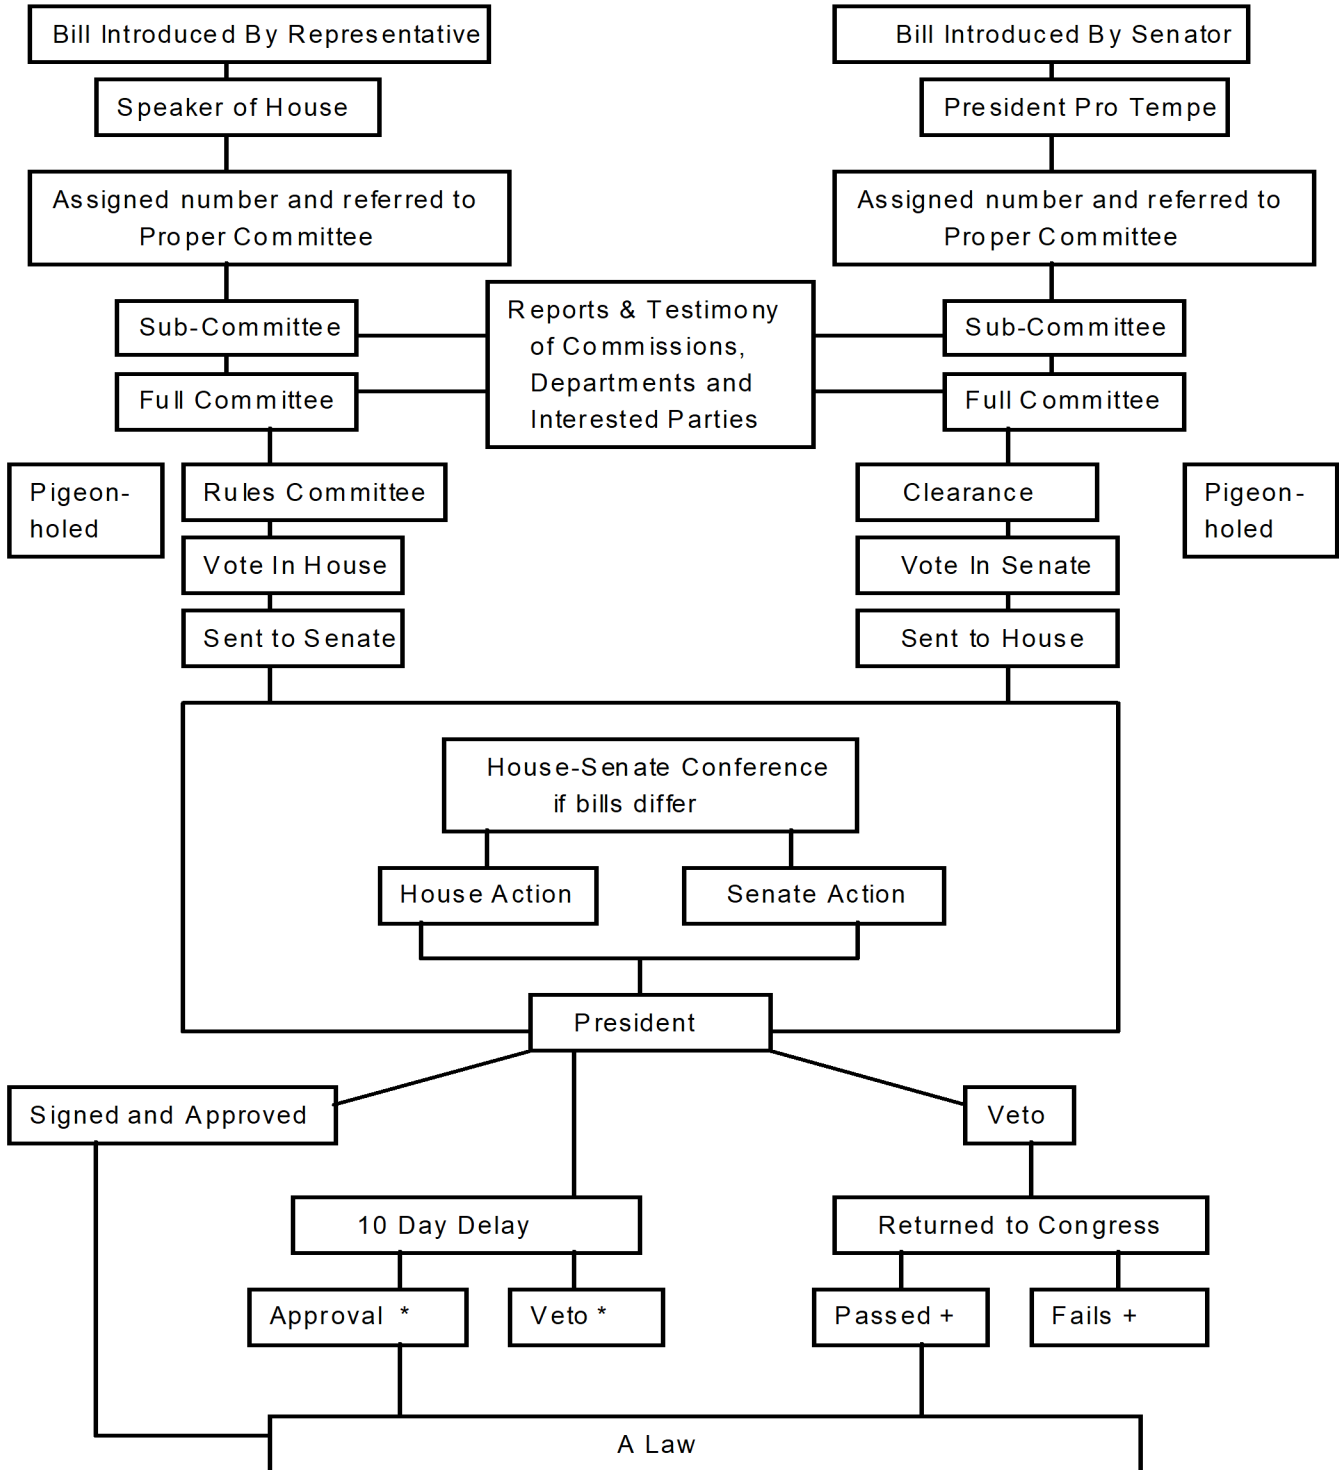 Bill Introduced By Representative
Bill Introduced By Senator
Speaker of House
President Pro Tempe
Assigned number and referred to
Proper Committee
Assigned number and referred to
Proper Committee
Sub-Committee
Reports & Testimony
of Commissions,
Departments and
Interested Parties
Sub-Committee
Full Committee
Full Committee
Pigeon-
holed
Rules Committee
Clearance
Pigeon-
holed
Vote In House
Vote In Senate
Sent to Senate
Sent to House
House-Senate Conference
if bills differ
House Action
Senate Action
President
Signed and Approved
Veto
10 Day Delay
Returned to Congress
Approval *
Veto *
Passed +
Fails +
A Law